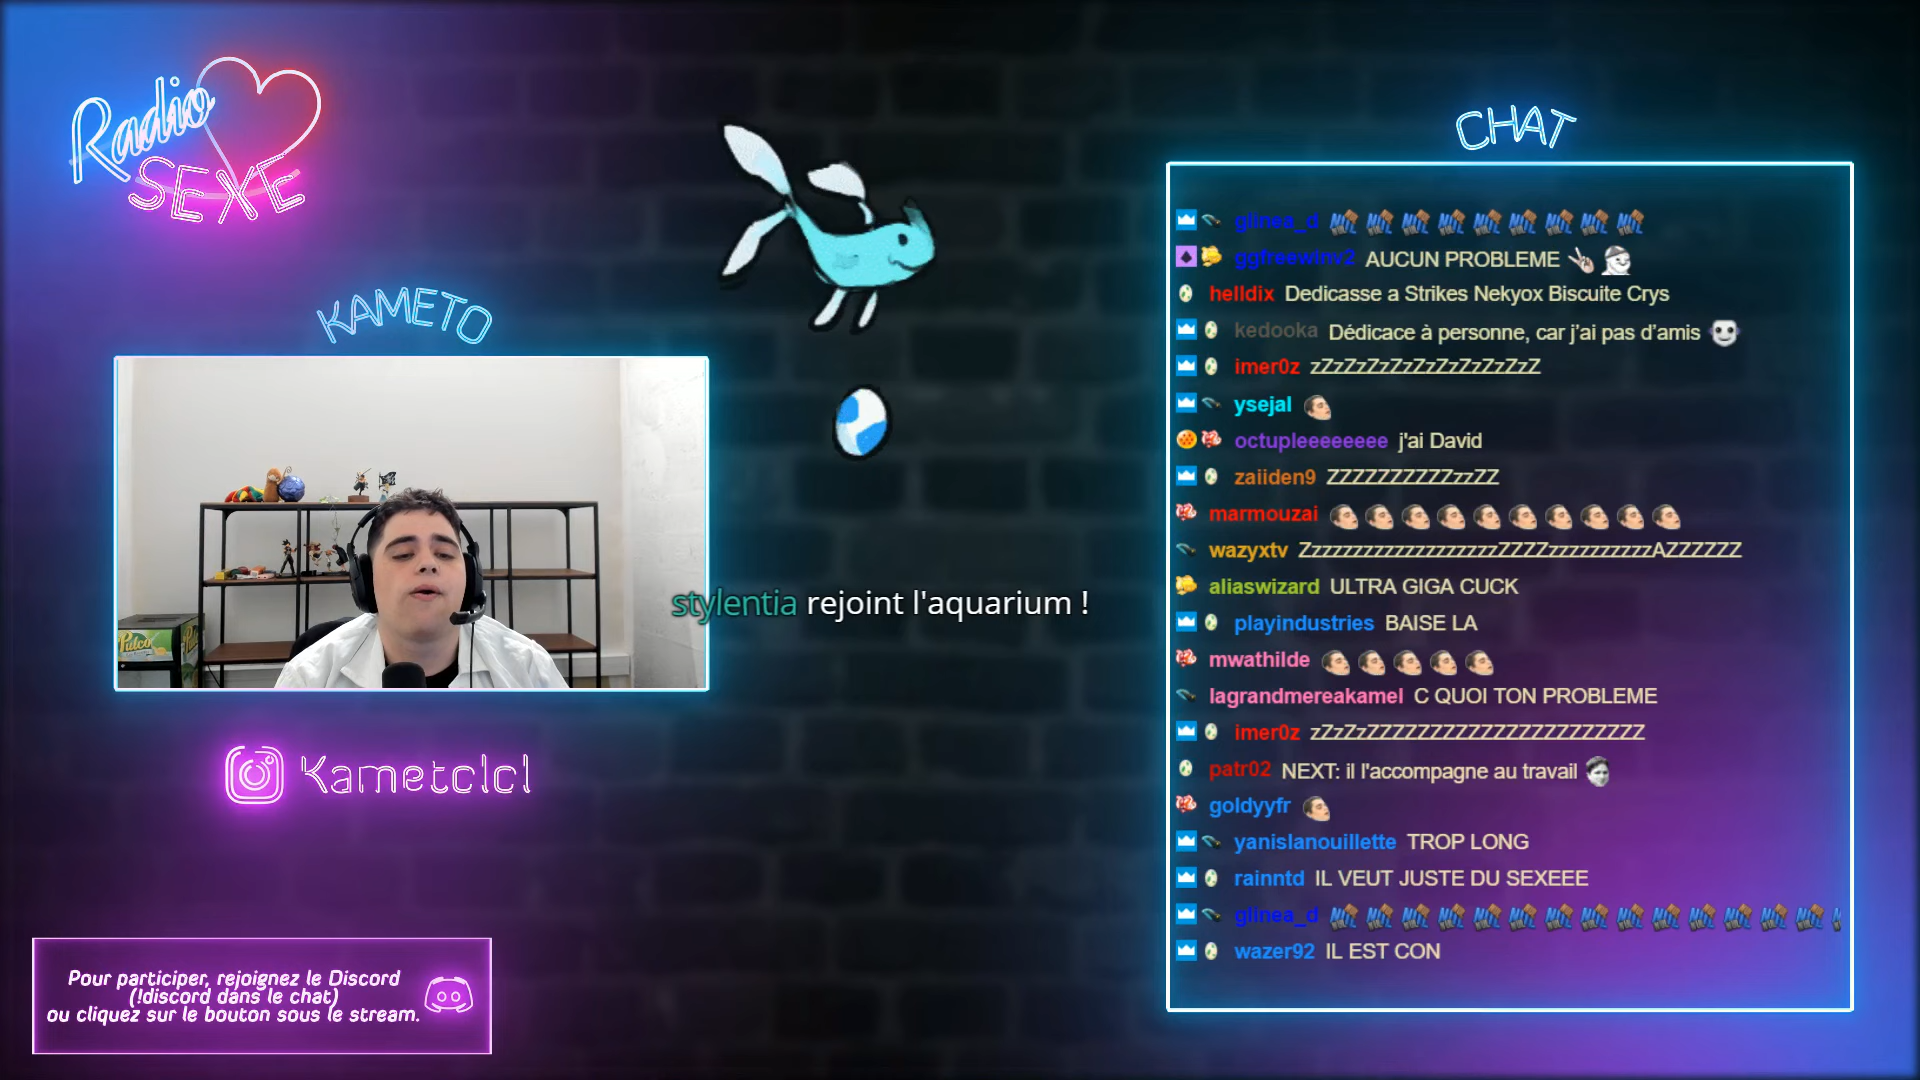 Radio
SEXE
KAMETO
Pulco
Kametclcl
Pour participer, rejoignez le Discord
(!discord dans le chat)
ou cliquez sur le bouton sous le stream.
stylentia rejoint l'aquarium !
CHAT
glinea_d
ggfreewinv2 AUCUN PROBLEME
helldix Dedicasse a Strikes Nekyox Biscuite Crys
kedooka Dédicace à personne, car j'ai pas d'amis
imer0z zZzZzZzZzZzZzZzZzZzZ
ysejal
octupleeeeeeee j'ai David
zaiiden9 ZZZZZZZZZZzzZZ
marmouzai
wazyxtv ZzzzzzzzzzzzzzzzzzzzZZZZzzzzzzzzzzAZZZZZZ
aliaswizard ULTRA GIGA CUCK
playindustries BAISE LA
mwathilde
lagrandmereakamel C QUOI TON PROBLEME
imer0z zZzZzZZZZZZZZZZZZZZZZZZZZZZZ
patr02 NEXT: il l'accompagne au travail
goldyyfr
yanislanouillette TROP LONG
rainntd IL VEUT JUSTE DU SEXEEE
glinea_d
wazer92 IL EST CON